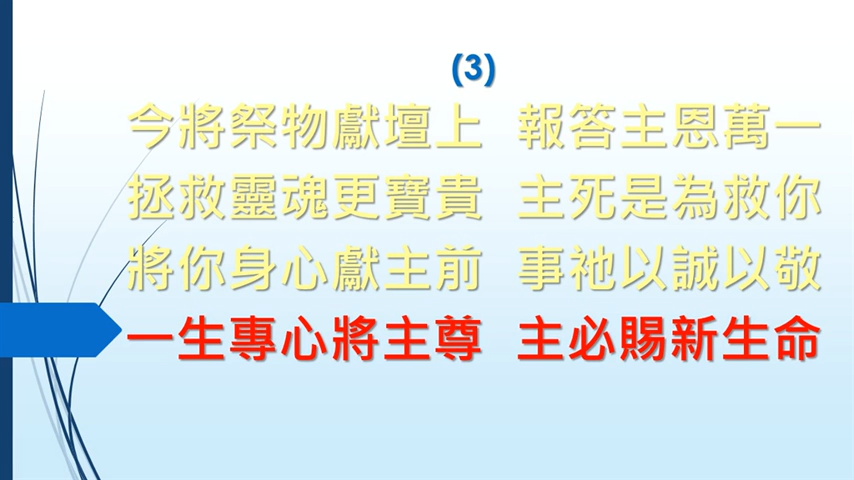 (3)
今將祭物獻壇上 報答主恩萬一
拯救靈魂更寶貴 主死是為救你
將你身心獻主前 事祂以誠以敬
一生專心將主尊 主必賜新生命